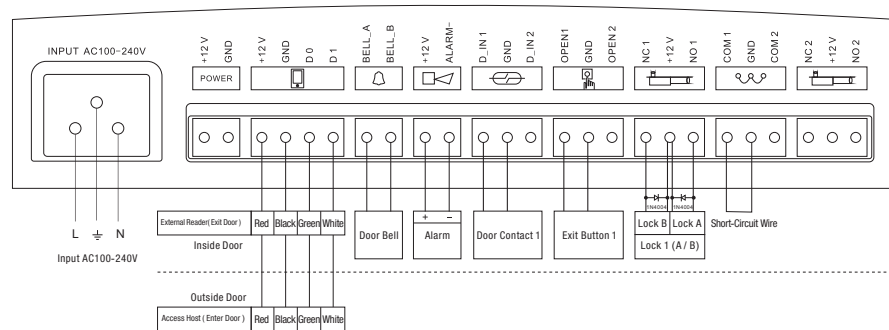 INPUT AC100-240V
+12 V GND
+12 V GND D 0 D 1
BELL_A BELL_B
+12 V ALARM-
D_IN 1 GND D_IN 2
OPEN1 GND OPEN 2
NC 1 +12 V NO 1
COM 1 GND COM 2
NC 2 +12 V NO 2
POWER
1N4004 1N4004
L N
Input AC100-240V
External Reader( Exit Door ) Red Black Green White
Inside Door
Door Bell
+ −
Alarm
Door Contact 1
Exit Button 1
Lock B Lock A
Lock 1 (A / B)
Short-Circuit Wire
Outside Door
Access Host ( Enter Door ) Red Black Green White